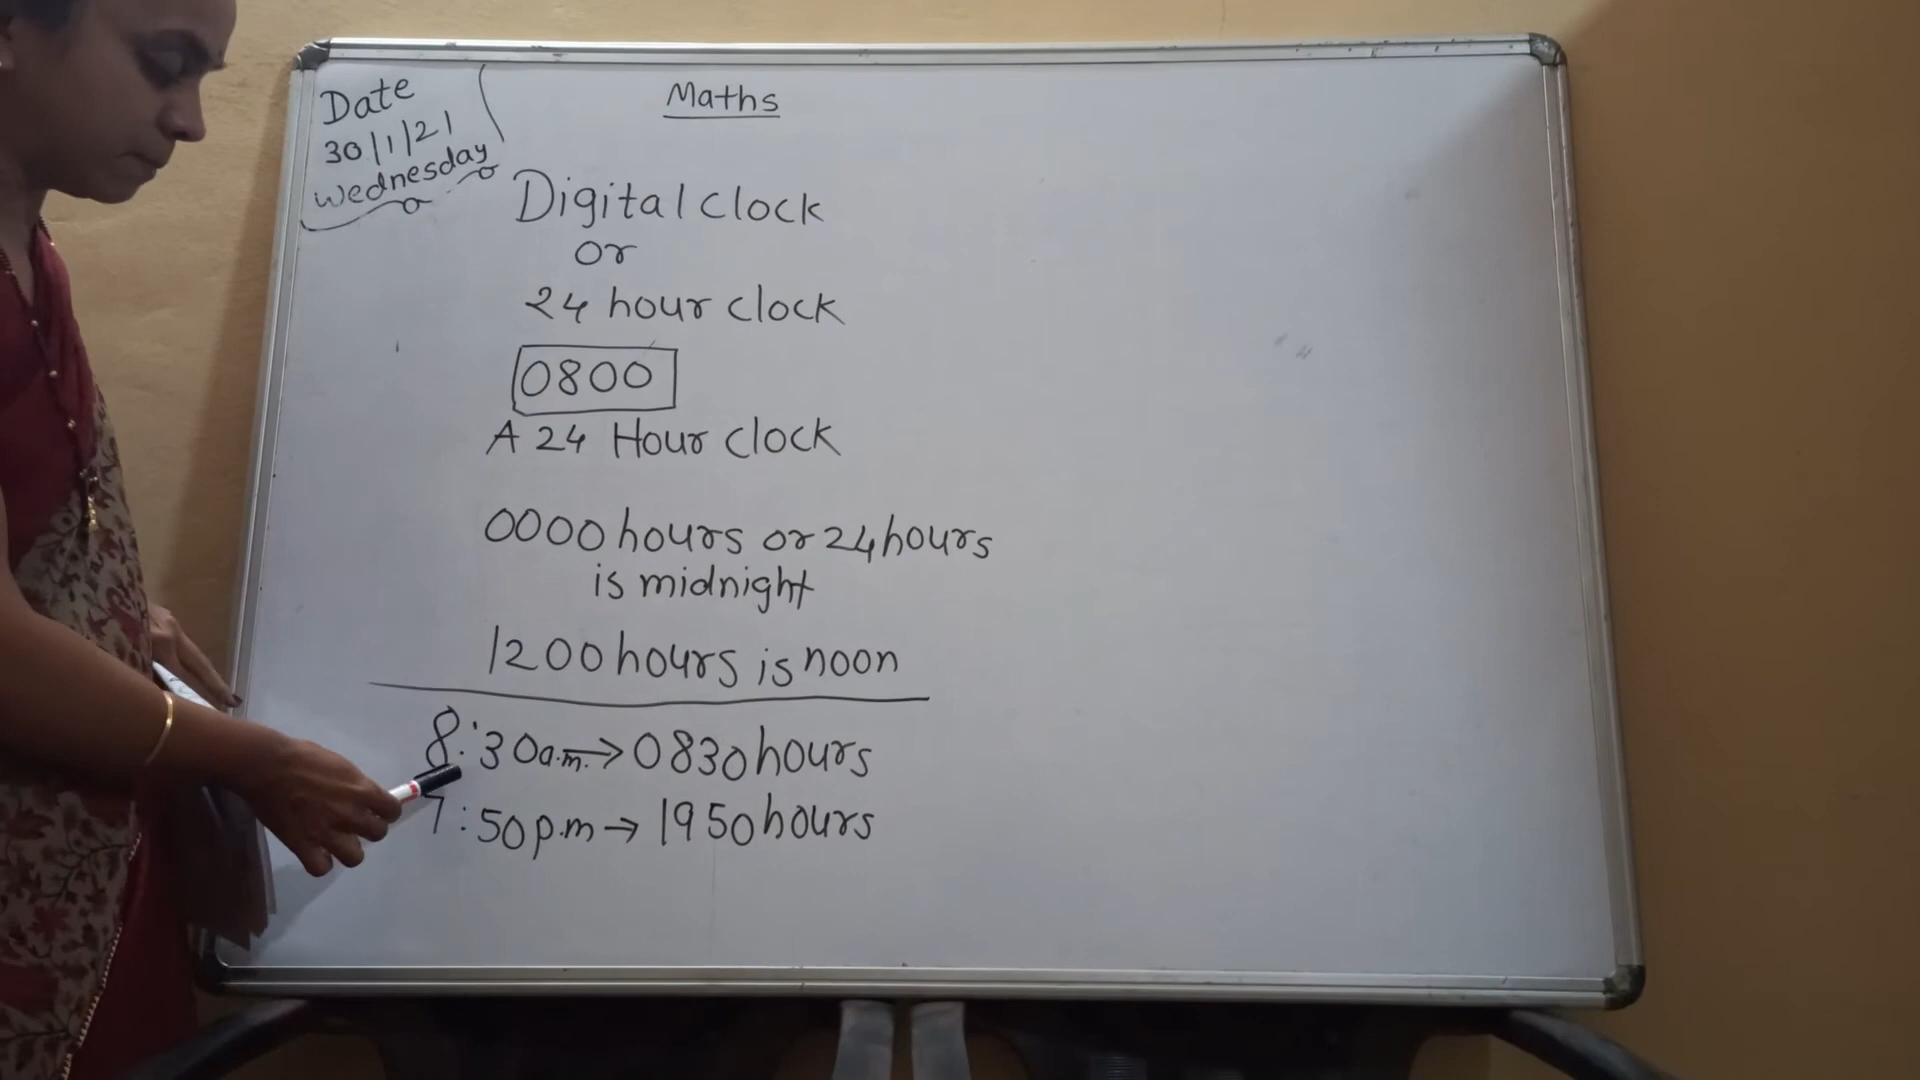 Date
30/1/21
Wednesday
Maths
Digital clock
or
24 hour clock
0800
A 24 Hour clock
0000 hours or 24 hours
is midnight
1200 hours is noon
8:30 a.m. → 0830 hours
7:50 p.m → 1950 hours